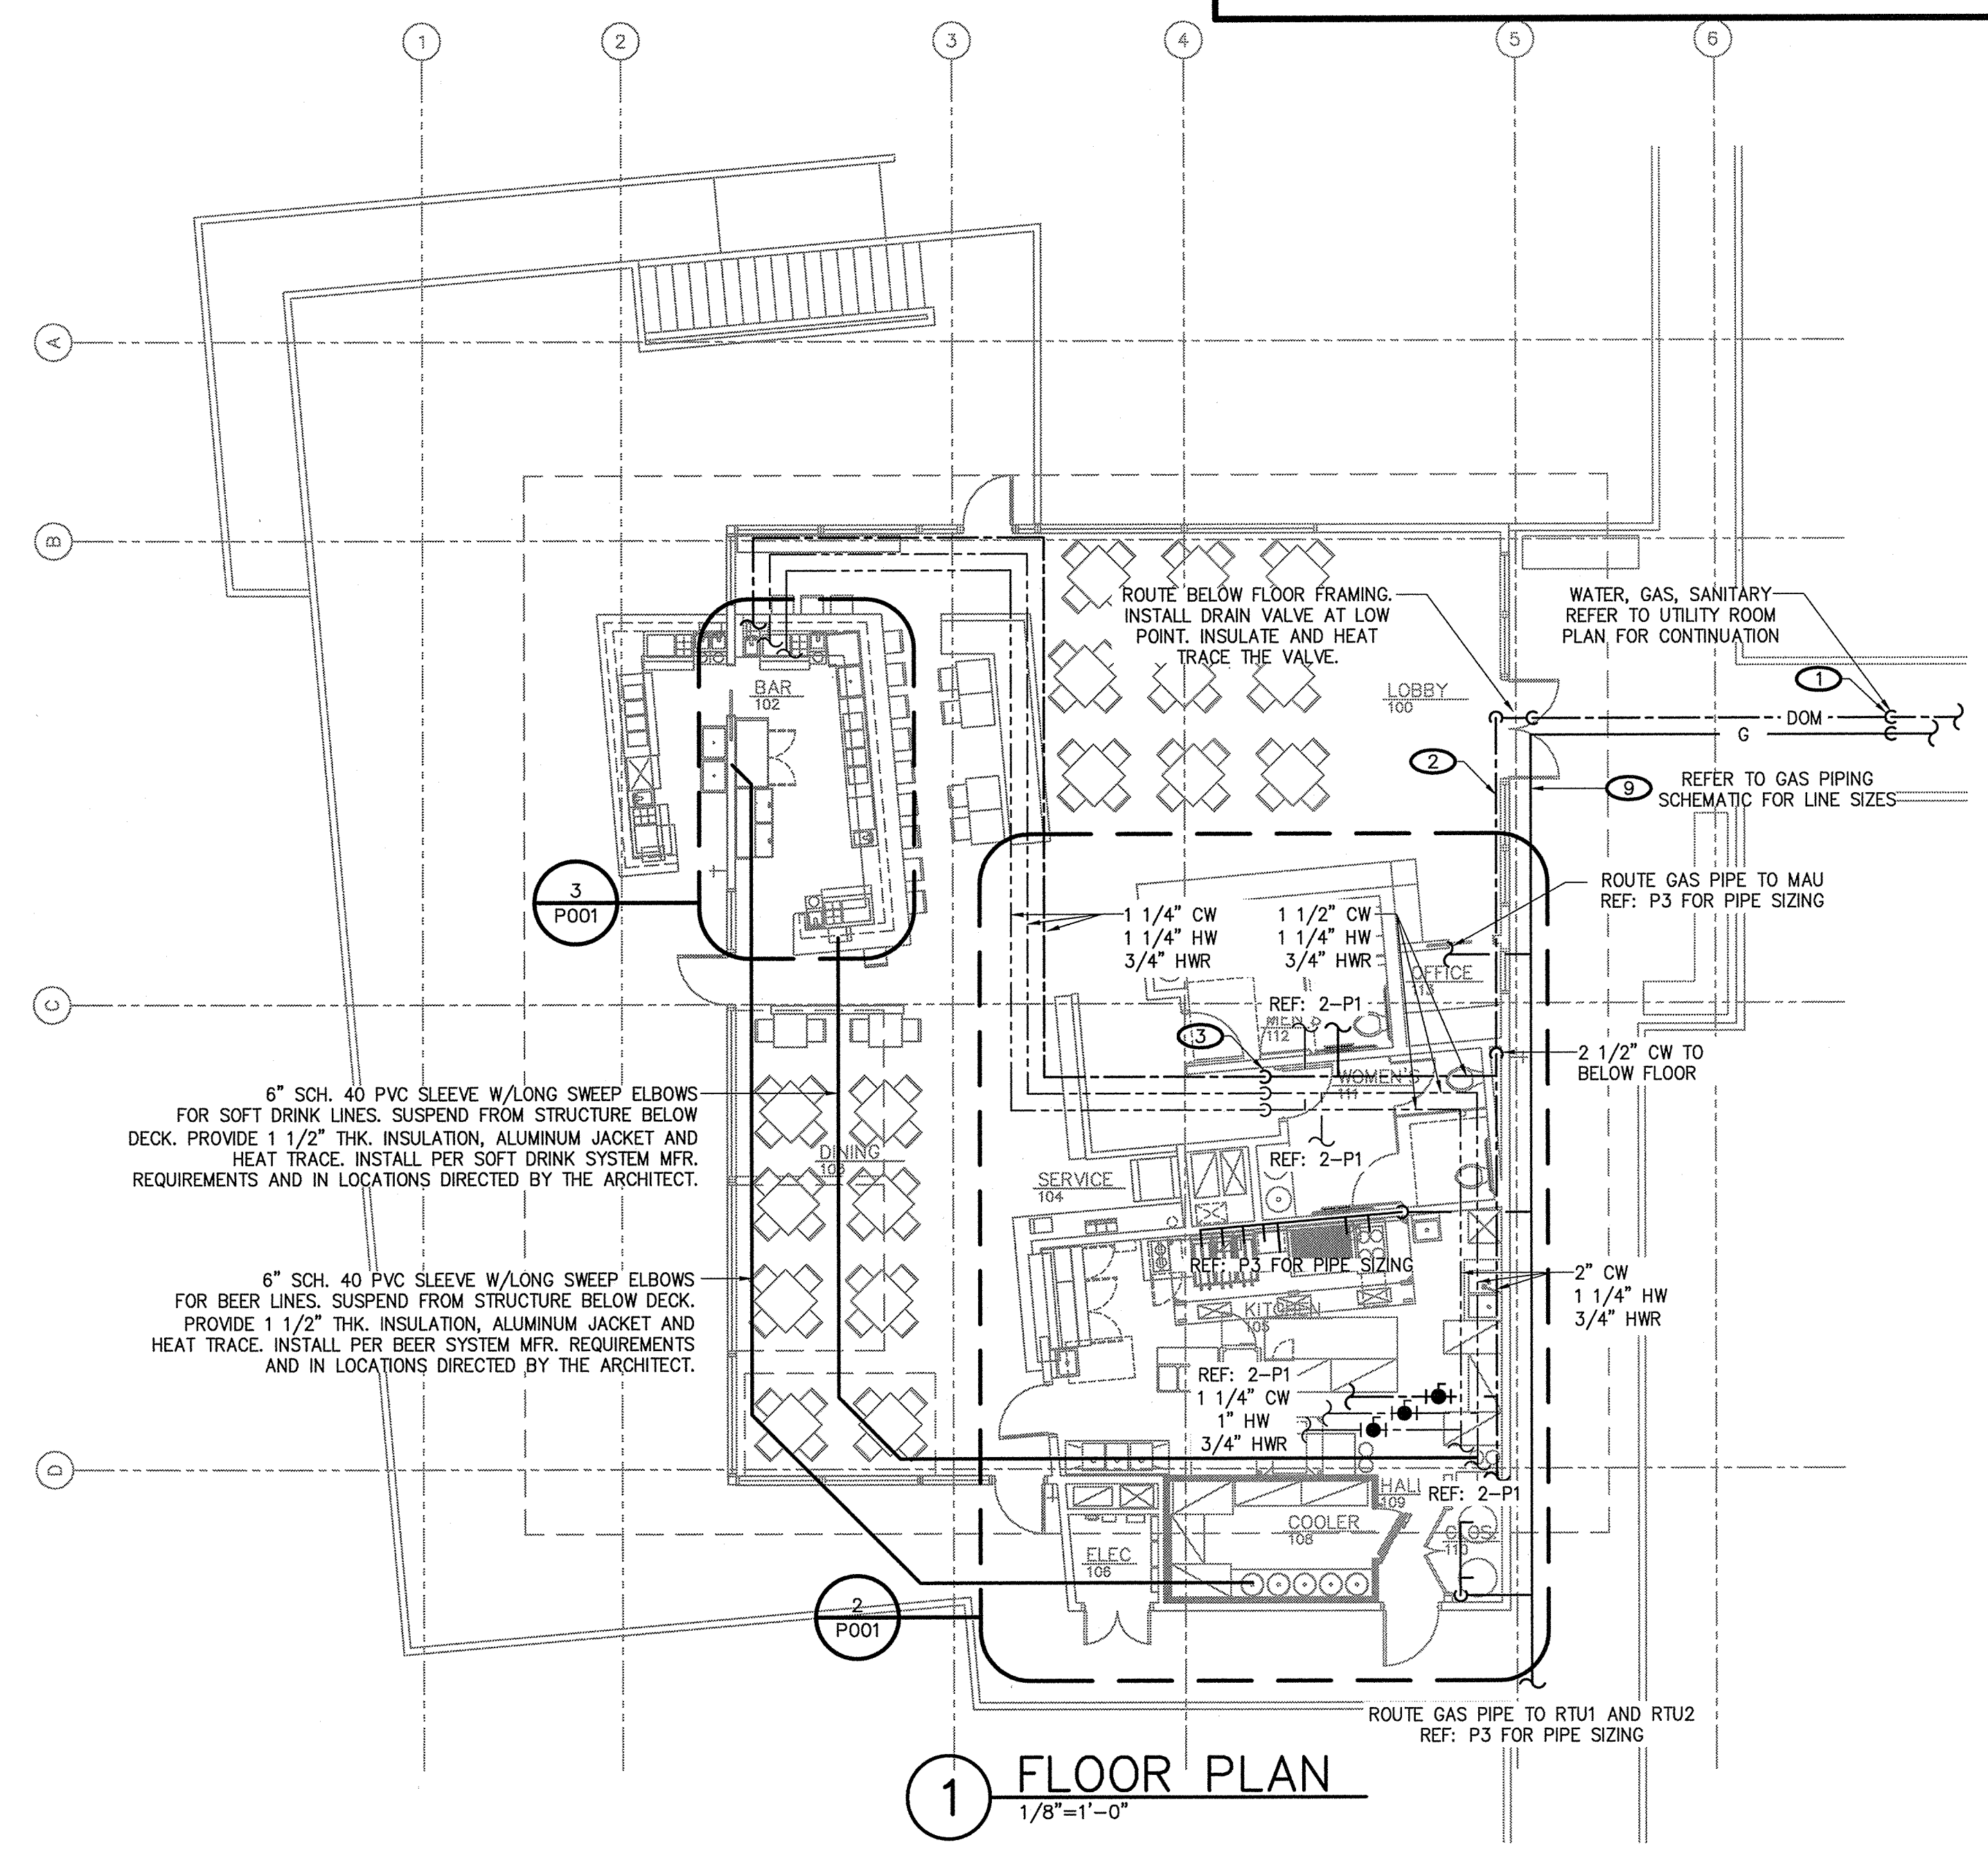 1
2
3
4
5
6
A
B
C
D
ROUTE BELOW FLOOR FRAMING.
INSTALL DRAIN VALVE AT LOW
POINT. INSULATE AND HEAT
TRACE THE VALVE.
WATER, GAS, SANITARY
REFER TO UTILITY ROOM
PLAN FOR CONTINUATION
1
BAR
102
LOBBY
100
DOM
G
2
9
REFER TO GAS PIPING
SCHEMATIC FOR LINE SIZES
3
P001
ROUTE GAS PIPE TO MAU
REF: P3 FOR PIPE SIZING
1 1/4" CW
1 1/4" HW
3/4" HWR
1 1/2" CW
1 1/4" HW
3/4" HWR
OFFICE
113
REF: 2-P1
MEN'S
112
3
2 1/2" CW TO
BELOW FLOOR
WOMEN'S
111
6" SCH. 40 PVC SLEEVE W/LONG SWEEP ELBOWS
FOR SOFT DRINK LINES. SUSPEND FROM STRUCTURE BELOW
DECK. PROVIDE 1 1/2" THK. INSULATION, ALUMINUM JACKET AND
HEAT TRACE. INSTALL PER SOFT DRINK SYSTEM MFR.
REQUIREMENTS AND IN LOCATIONS DIRECTED BY THE ARCHITECT.
DINING
103
REF: 2-P1
SERVICE
104
REF: P3 FOR PIPE SIZING
6" SCH. 40 PVC SLEEVE W/LONG SWEEP ELBOWS
FOR BEER LINES. SUSPEND FROM STRUCTURE BELOW DECK.
PROVIDE 1 1/2" THK. INSULATION, ALUMINUM JACKET AND
HEAT TRACE. INSTALL PER BEER SYSTEM MFR. REQUIREMENTS
AND IN LOCATIONS DIRECTED BY THE ARCHITECT.
2" CW
1 1/4" HW
3/4" HWR
KITCHEN
105
REF: 2-P1
1 1/4" CW
1" HW
3/4" HWR
HALL
109
REF: 2-P1
COOLER
108
CLOS.
110
ELEC
106
2
P001
ROUTE GAS PIPE TO RTU1 AND RTU2
REF: P3 FOR PIPE SIZING
1
FLOOR PLAN
1/8"=1'-0"